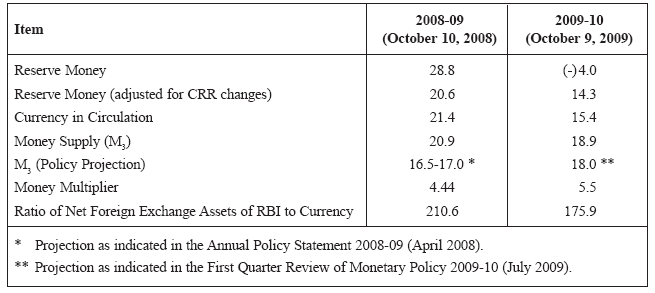 Item 2008-09 (October 10, 2008) 2009-10 (October 9, 2009)
Reserve Money 28.8 (-)4.0
Reserve Money (adjusted for CRR changes) 20.6 14.3
Currency in Circulation 21.4 15.4
Money Supply (M₃) 20.9 18.9
M₃ (Policy Projection) 16.5-17.0 * 18.0 **
Money Multiplier 4.44 5.5
Ratio of Net Foreign Exchange Assets of RBI to Currency 210.6 175.9
* Projection as indicated in the Annual Policy Statement 2008-09 (April 2008).
** Projection as indicated in the First Quarter Review of Monetary Policy 2009-10 (July 2009).